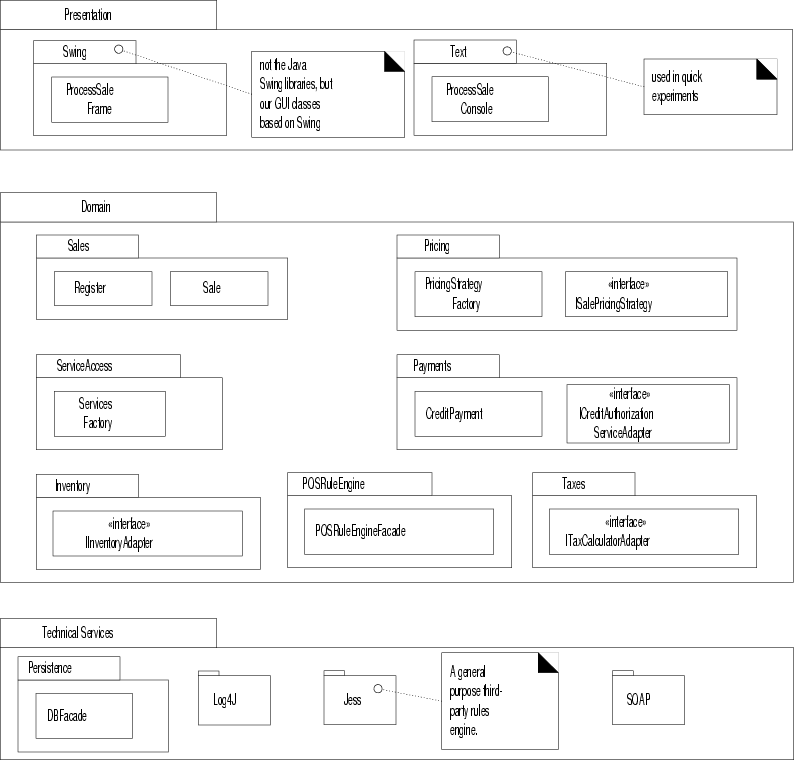 Presentation
Swing
ProcessSale
Frame
not the Java
Swing libraries, but
our GUI classes
based on Swing
Text
ProcessSale
Console
used in quick
experiments
Domain
Sales
Register
Sale
Pricing
PricingStrategy
Factory
«interface»
ISalePricingStrategy
ServiceAccess
Services
Factory
Payments
CreditPayment
«interface»
ICreditAuthorization
ServiceAdapter
Inventory
«interface»
IInventoryAdapter
POSRuleEngine
POSRuleEngineFacade
Taxes
«interface»
ITaxCalculatorAdapter
Technical Services
Persistence
DBFacade
Log4J
Jess
A general
purpose third-
party rules
engine.
SOAP